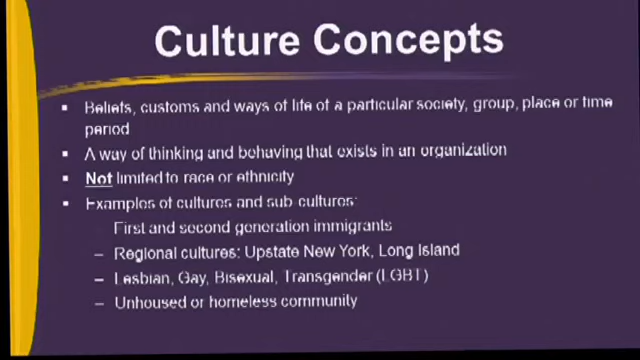 Culture Concepts
▪ Beliefs, customs and ways of life of a particular society, group, place or time
period
▪ A way of thinking and behaving that exists in an organization
▪ Not limited to race or ethnicity
▪ Examples of cultures and sub-cultures:
First and second generation immigrants
– Regional cultures: Upstate New York, Long Island
– Lesbian, Gay, Bisexual, Transgender (LGBT)
– Unhoused or homeless community